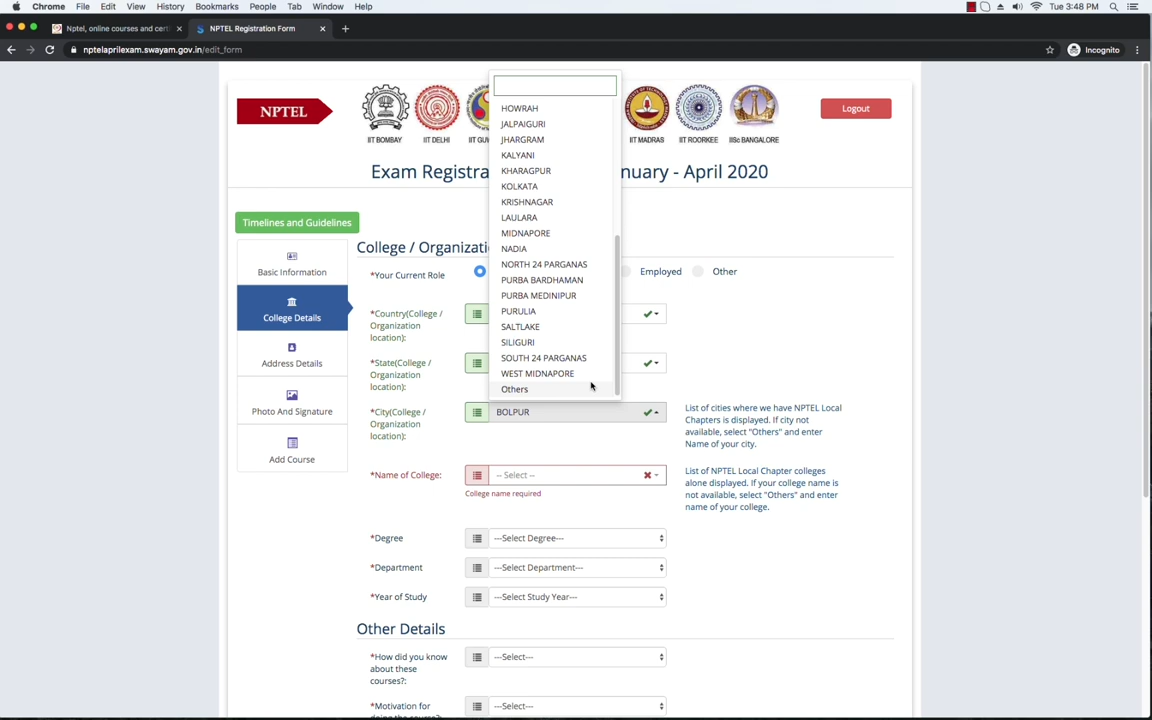 Chrome File Edit View History Bookmarks People Tab Window Help Tue 3:48 PM
Nptel, online courses and certi
NPTEL Registration Form
nptelaprilexam.swayam.gov.in/edit_form
Incognito
NPTEL
IIT BOMBAY
IIT DELHI
IIT GU
IIT MADRAS
IIT ROORKEE
IISc BANGALORE
Logout
Exam Registra
nuary - April 2020
Timelines and Guidelines
Basic Information
College Details
Address Details
Photo And Signature
Add Course
College / Organizati
*Your Current Role
Employed
Other
*Country(College /
Organization
location):
*State(College /
Organization
location):
*City(College /
Organization
location):
HOWRAH
JALPAIGURI
JHARGRAM
KALYANI
KHARAGPUR
KOLKATA
KRISHNAGAR
LAULARA
MIDNAPORE
NADIA
NORTH 24 PARGANAS
PURBA BARDHAMAN
PURBA MEDINIPUR
PURULIA
SALTLAKE
SILIGURI
SOUTH 24 PARGANAS
WEST MIDNAPORE
Others
BOLPUR
List of cities where we have NPTEL Local
Chapters is displayed. If city not
available, select "Others" and enter
Name of your city.
*Name of College:
-- Select --
College name required
List of NPTEL Local Chapter colleges
alone displayed. If your college name is
not available, select "Others" and enter
name of your college.
*Degree
---Select Degree---
*Department
---Select Department---
*Year of Study
---Select Study Year---
Other Details
*How did you know
about these
courses?:
---Select---
*Motivation for
doing the course?:
---Select---